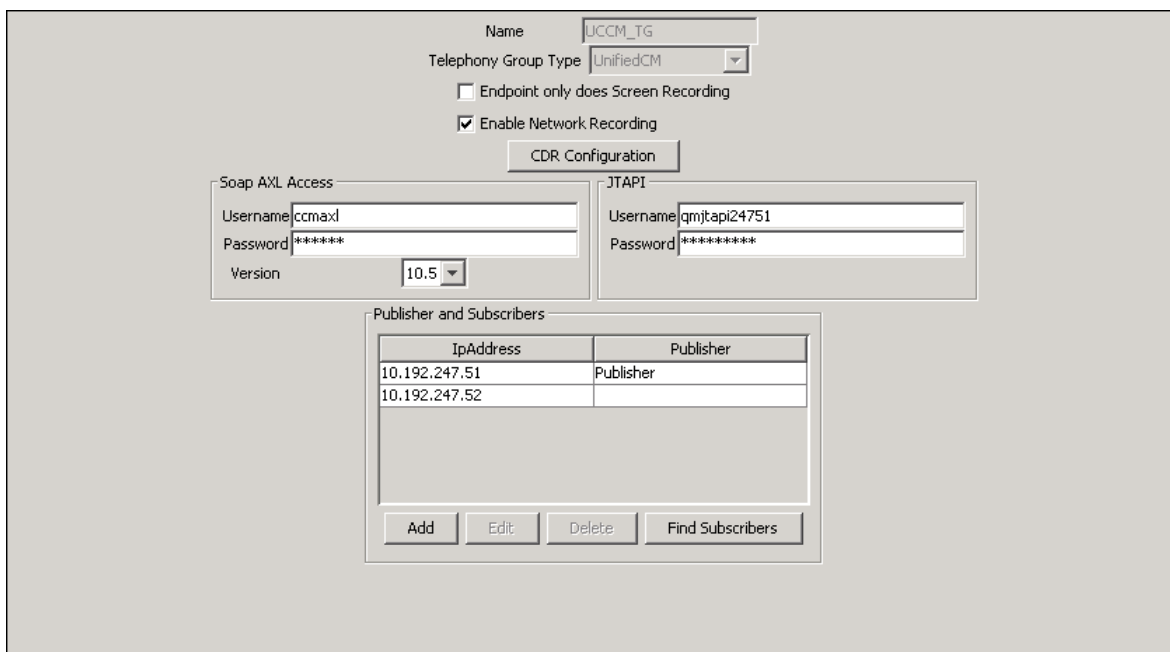 Name UCCM_TG
Telephony Group Type UnifiedCM
Endpoint only does Screen Recording
Enable Network Recording
CDR Configuration
Soap AXL Access
Username ccmaxl
Password ******
Version 10.5
JTAPI
Username qmjtapi24751
Password *********
Publisher and Subscribers
IpAddress Publisher
10.192.247.51 Publisher
10.192.247.52
Add Edit Delete Find Subscribers